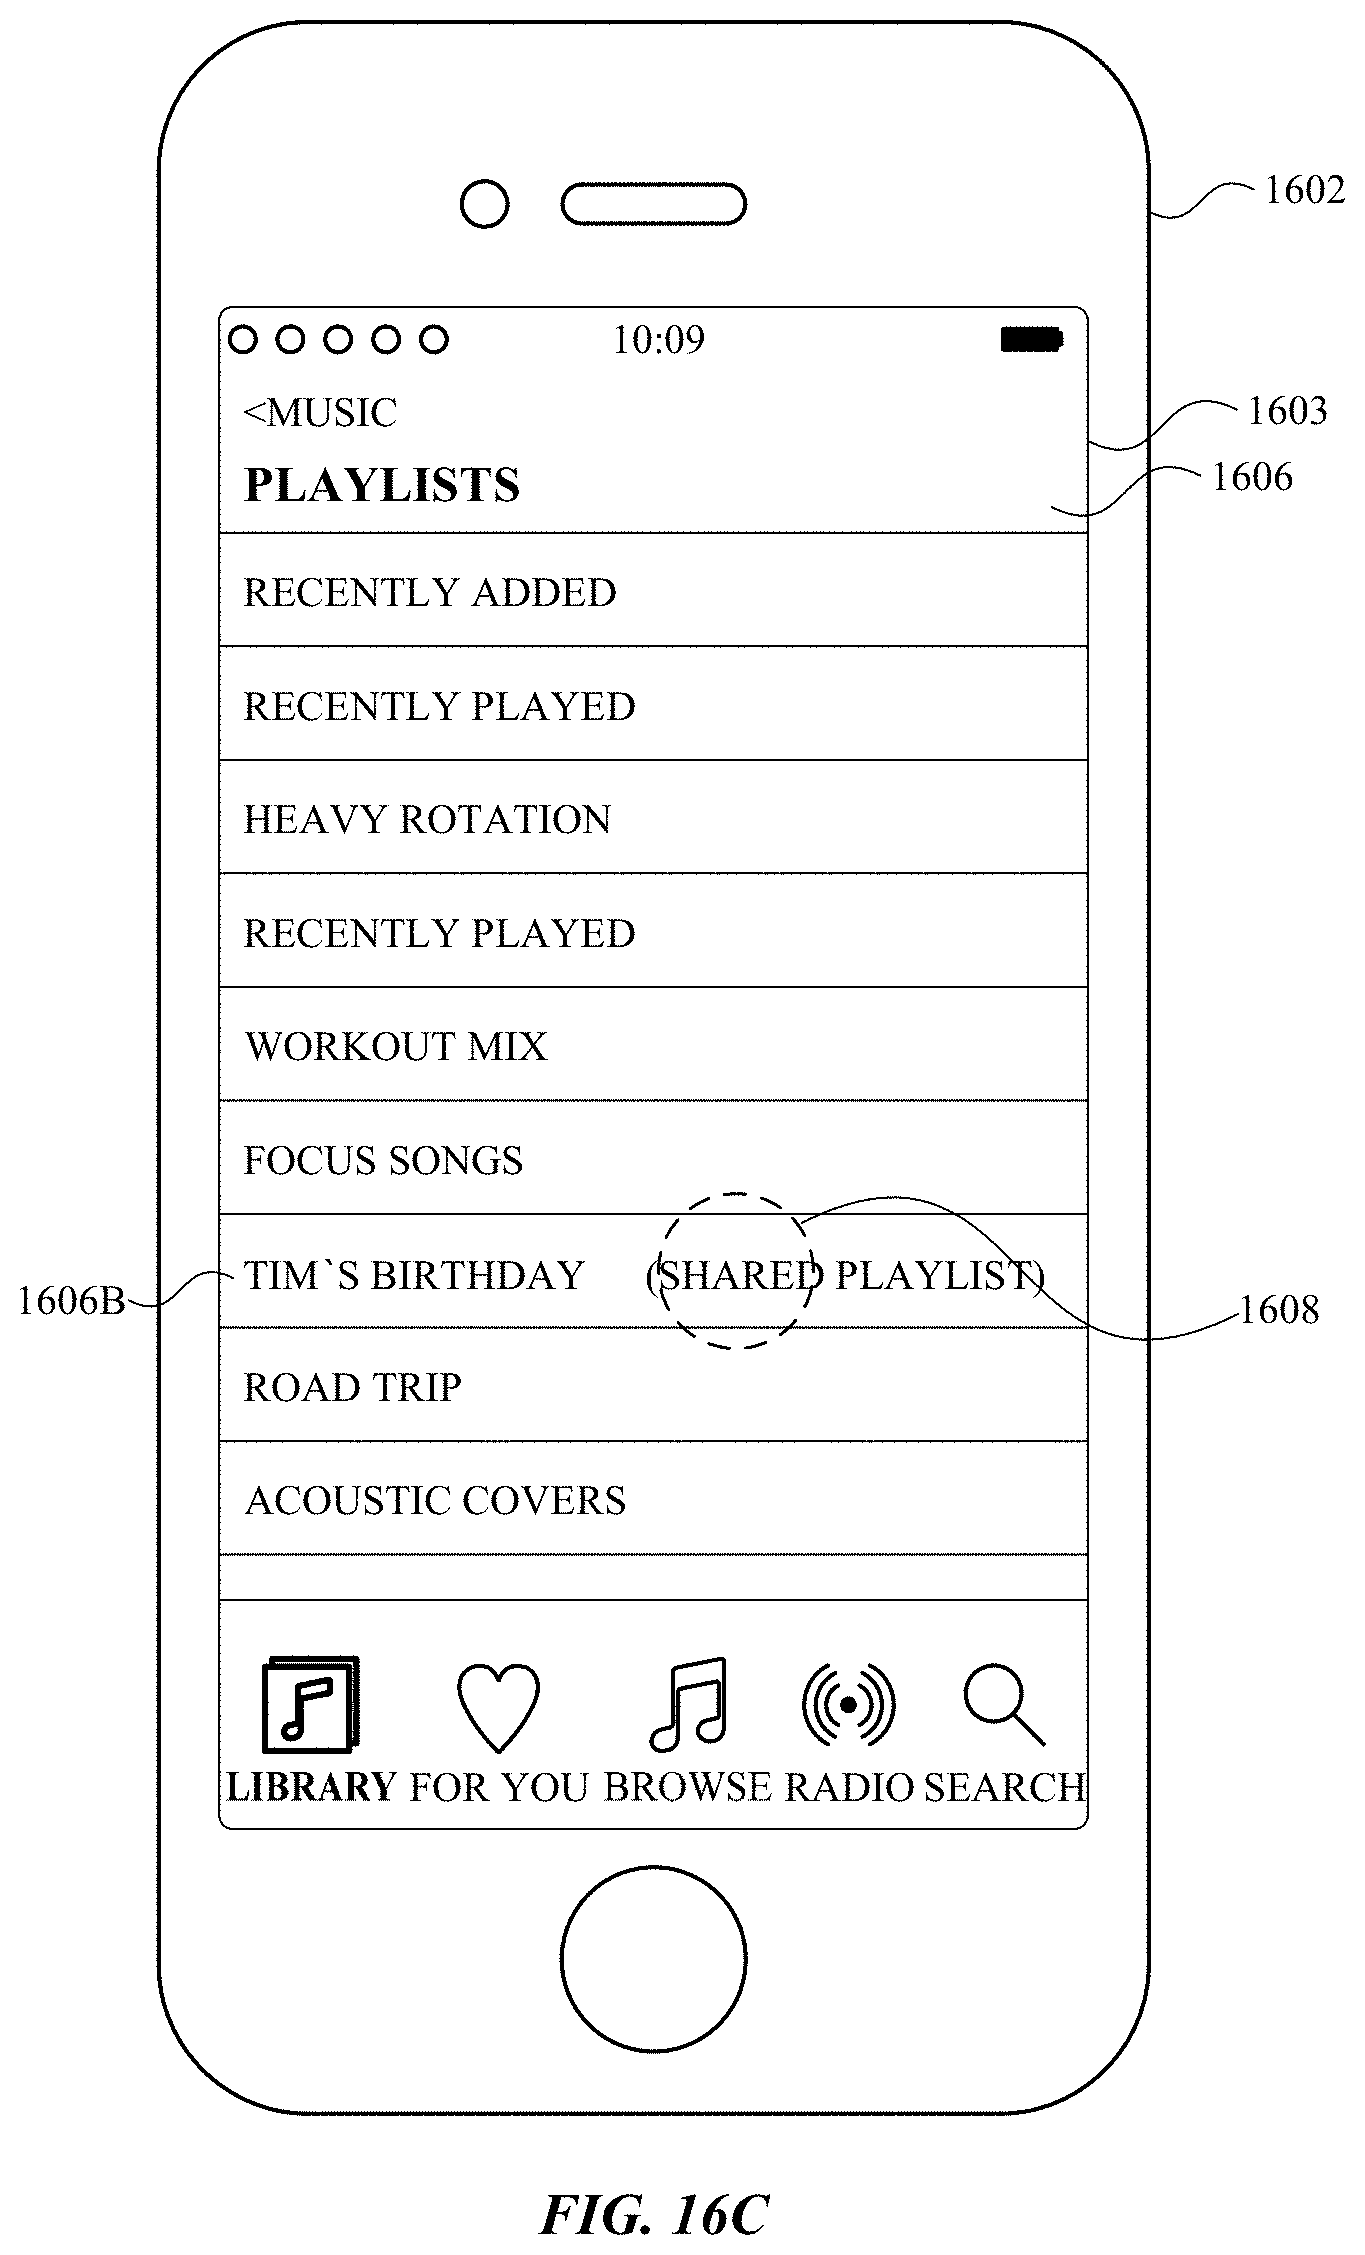 1602
10:09
<MUSIC
1603
PLAYLISTS
1606
RECENTLY ADDED
RECENTLY PLAYED
HEAVY ROTATION
RECENTLY PLAYED
WORKOUT MIX
FOCUS SONGS
1606B
TIM`S BIRTHDAY (SHARED PLAYLIST)
1608
ROAD TRIP
ACOUSTIC COVERS
LIBRARY FOR YOU BROWSE RADIO SEARCH
FIG. 16C